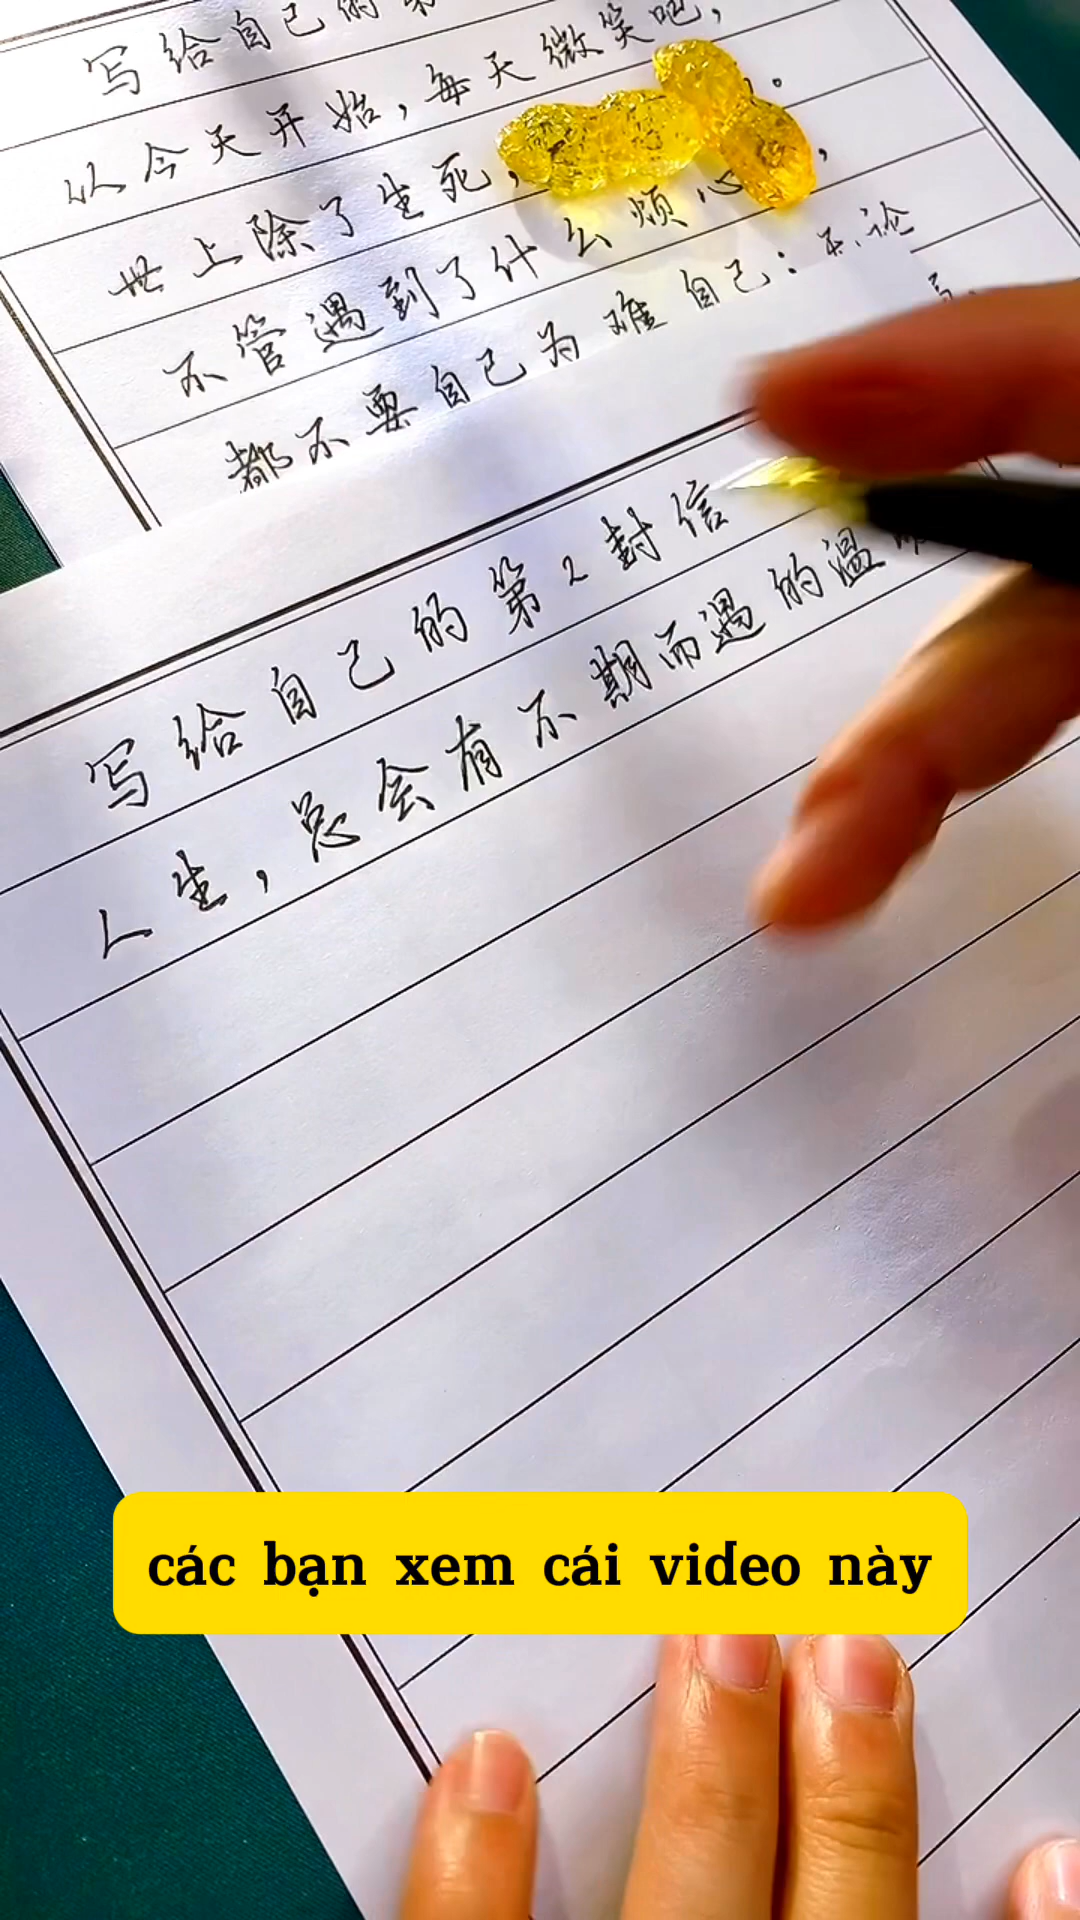 写给自己的第
从今天开始,每天微笑吧,
世上除了生死,
不管遇到了什么烦心,
都不要自己为难自己:无论
写给自己的第2封信
人生,总会有不期而遇的温
các bạn xem cái video này